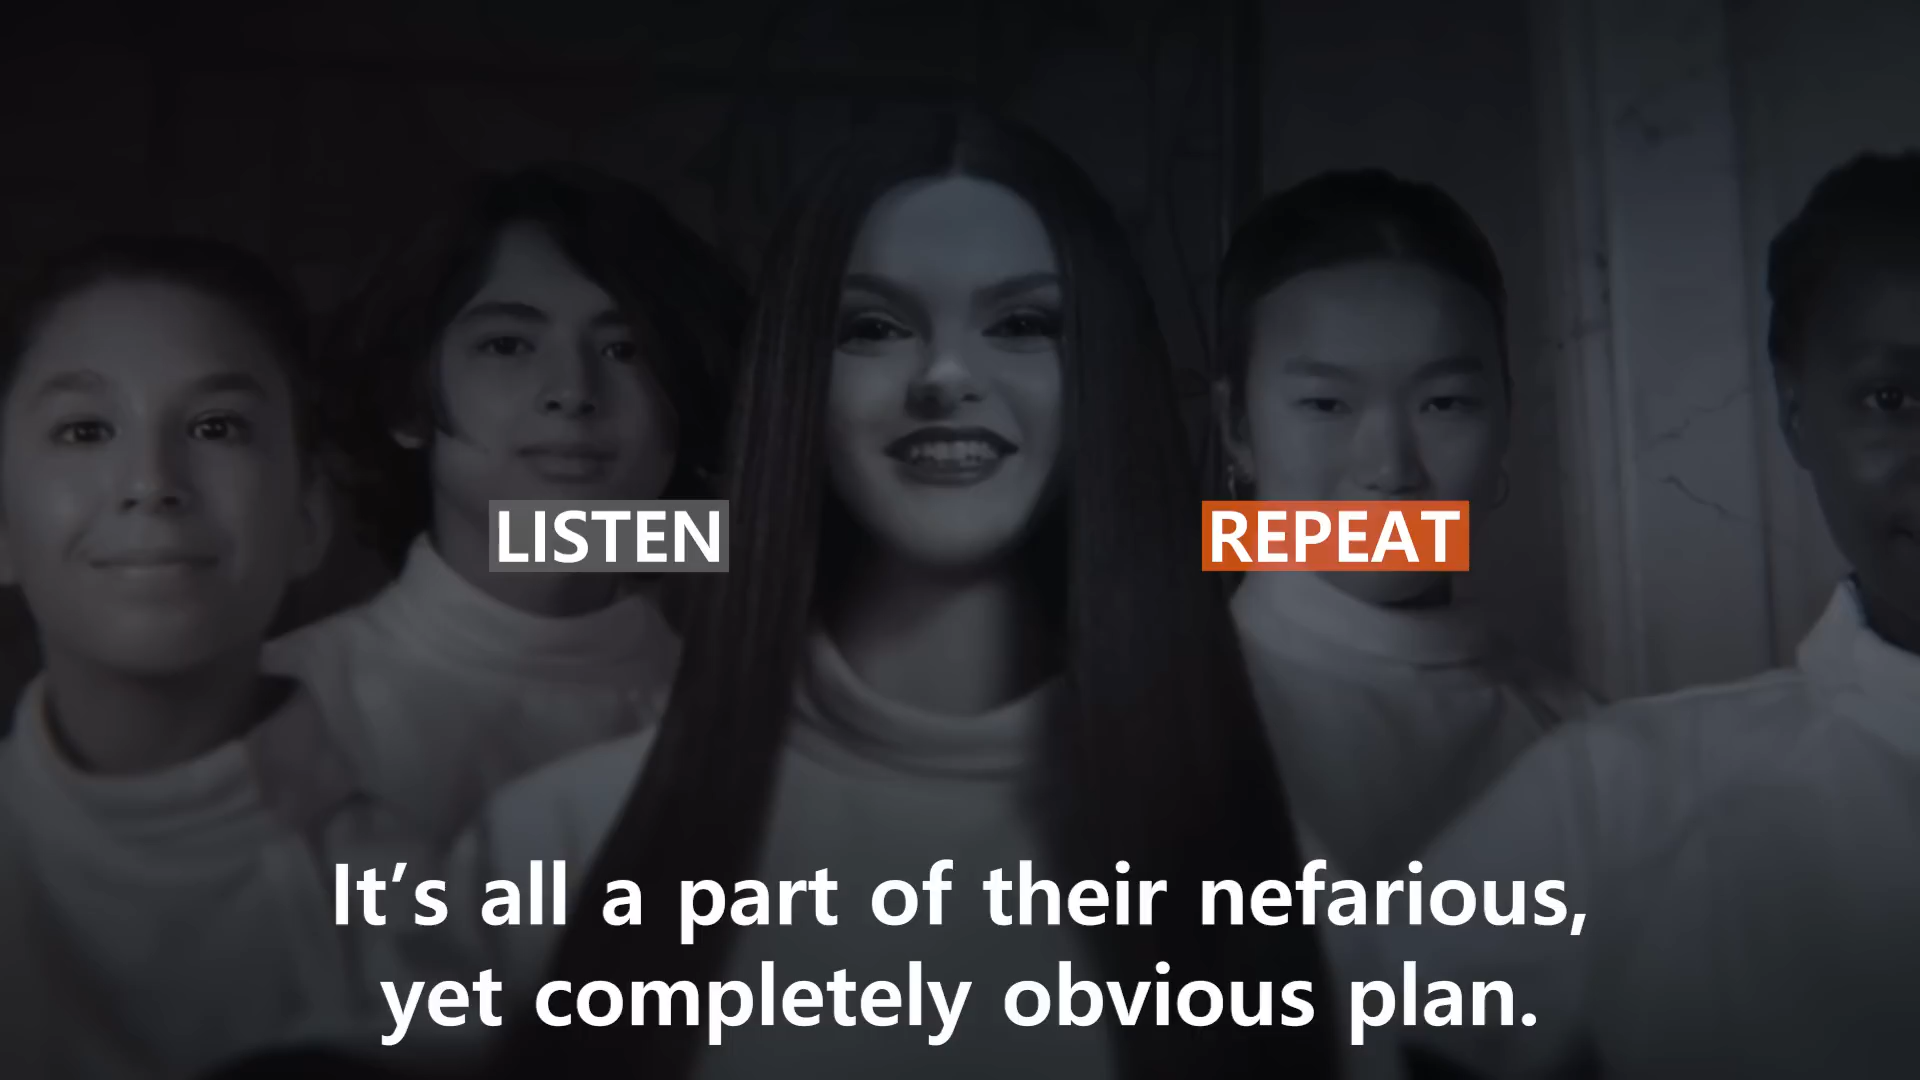 LISTEN
REPEAT
It’s all a part of their nefarious,
yet completely obvious plan.